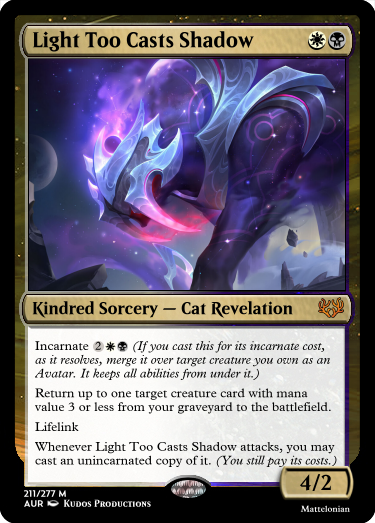 Light Too Casts Shadow
Kindred Sorcery — Cat Revelation
Incarnate 2 (If you cast this for its incarnate cost,
as it resolves, merge it over target creature you own as an
Avatar. It keeps all abilities from under it.)
Return up to one target creature card with mana
value 3 or less from your graveyard to the battlefield.
Lifelink
Whenever Light Too Casts Shadow attacks, you may
cast an unincarnated copy of it. (You still pay its costs.)
4/2
211/277 M
AUR Kudos Productions
Mattelonian